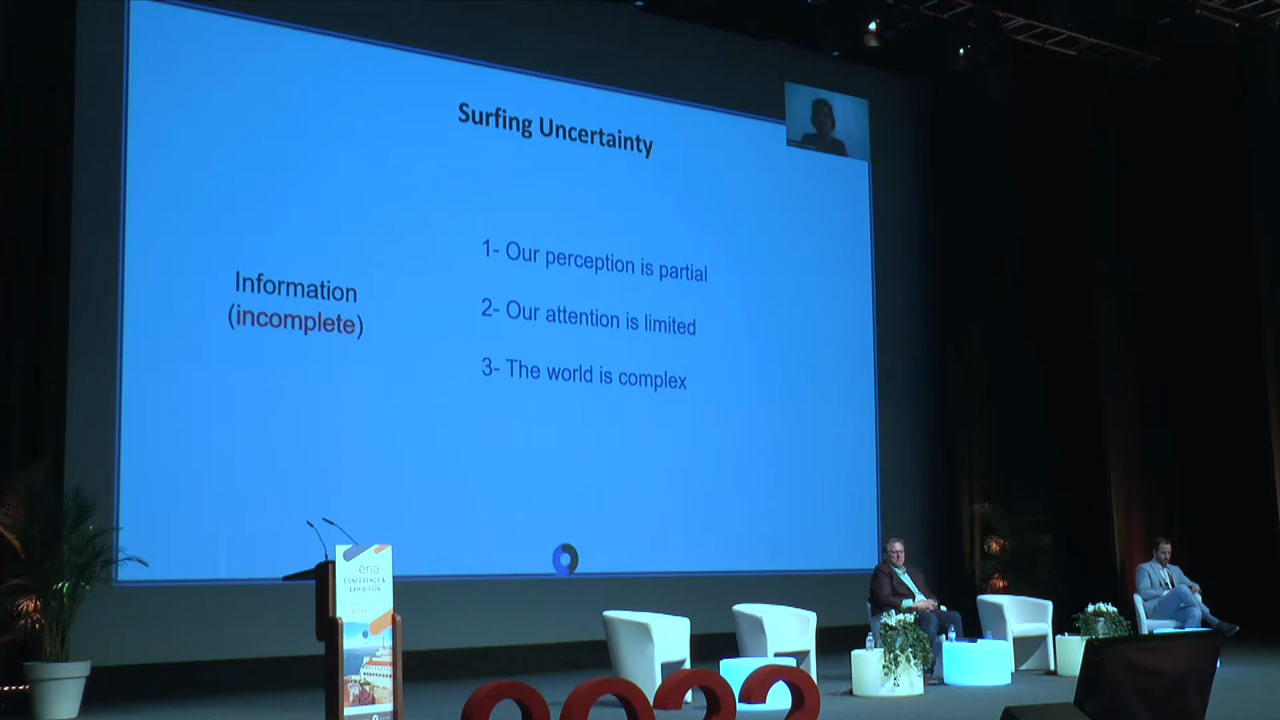 Surfing Uncertainty
Information
(incomplete)
1- Our perception is partial
2- Our attention is limited
3- The world is complex
ena
CONFERENCE &
EXHIBITION
2022